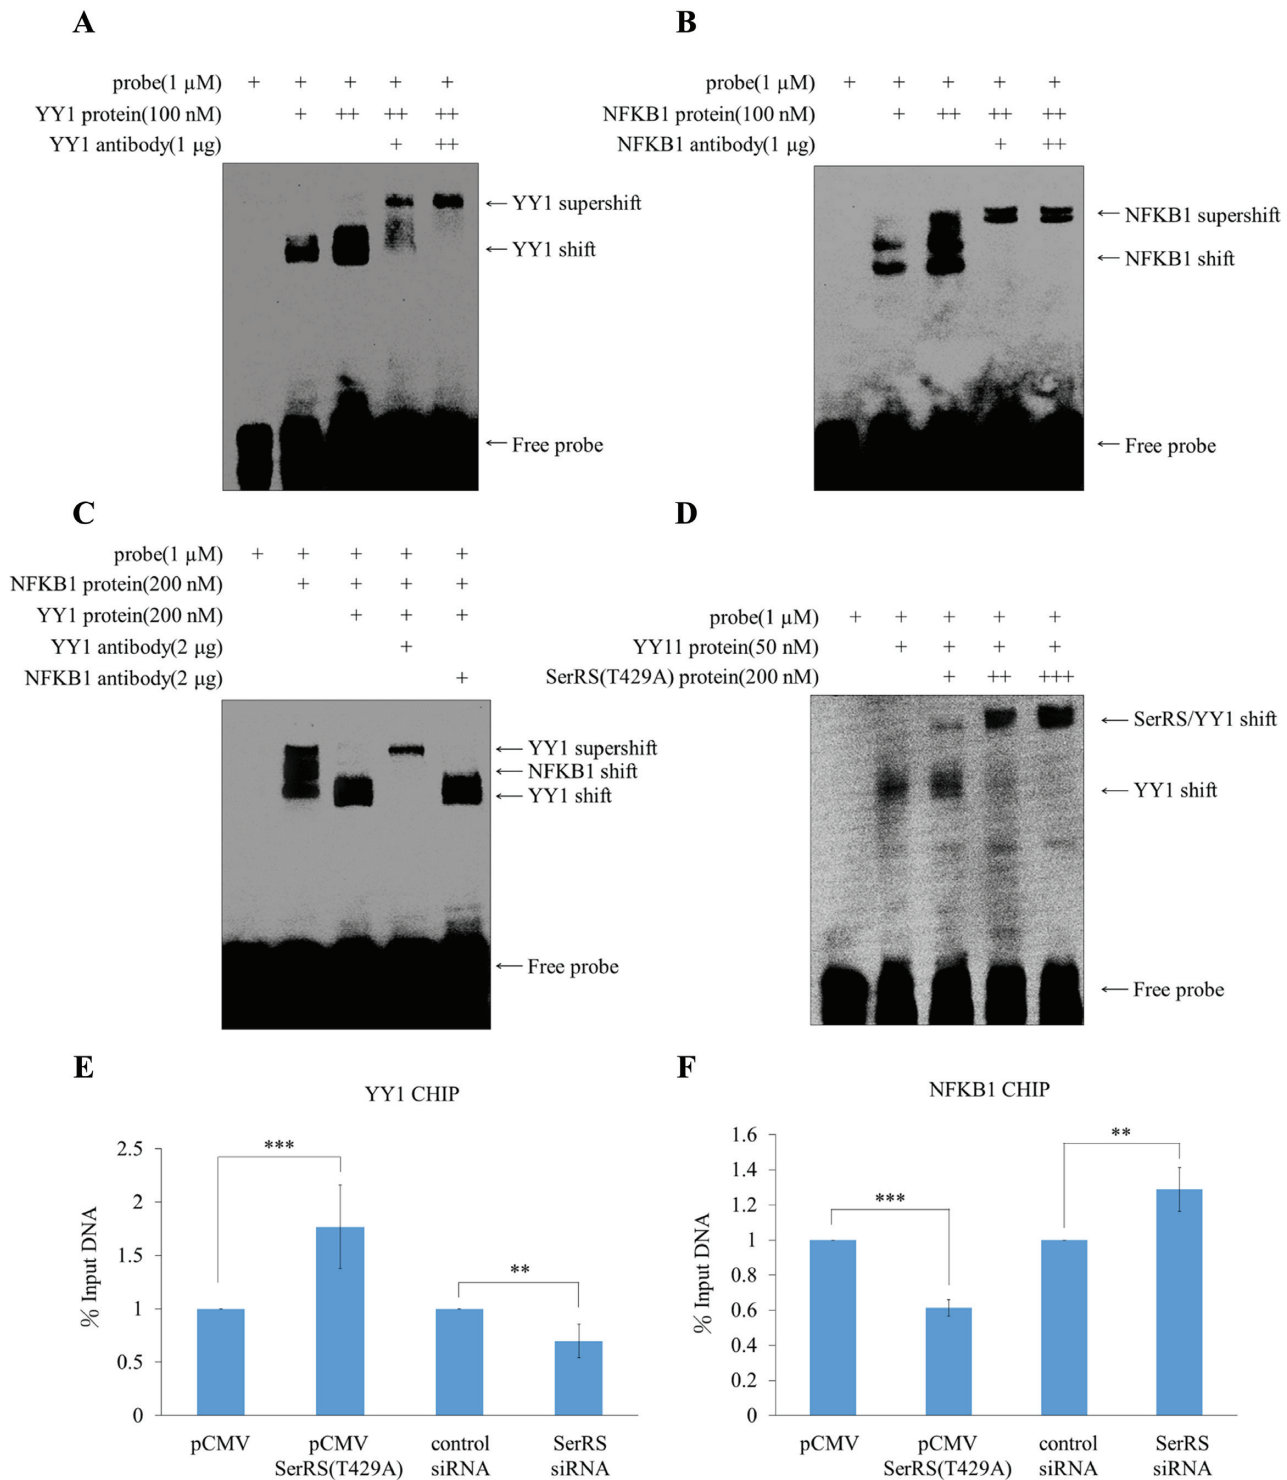 A
probe(1 µM) + + + + +
YY1 protein(100 nM) + ++ ++ ++
YY1 antibody(1 µg) + ++
← YY1 supershift
← YY1 shift
← Free probe
B
probe(1 µM) + + + + +
NFKB1 protein(100 nM) + ++ ++ ++
NFKB1 antibody(1 µg) + ++
← NFKB1 supershift
← NFKB1 shift
← Free probe
C
probe(1 µM) + + + + +
NFKB1 protein(200 nM) + + + +
YY1 protein(200 nM) + + +
YY1 antibody(2 µg) +
NFKB1 antibody(2 µg) +
← YY1 supershift
← NFKB1 shift
← YY1 shift
← Free probe
D
probe(1 µM) + + + + +
YY11 protein(50 nM) + + + +
SerRS(T429A) protein(200 nM) + ++ +++
← SerRS/YY1 shift
← YY1 shift
← Free probe
E
YY1 CHIP
% Input DNA
2.5
2
1.5
1
0.5
0
***
**
pCMV
pCMV
SerRS(T429A)
control
siRNA
SerRS
siRNA
F
NFKB1 CHIP
% Input DNA
1.6
1.4
1.2
1
0.8
0.6
0.4
0.2
0
***
**
pCMV
pCMV
SerRS(T429A)
control
siRNA
SerRS
siRNA